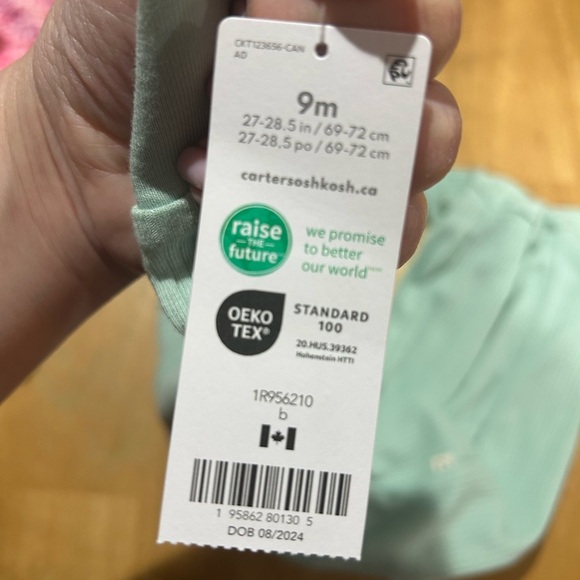 CKT123656-CAN
AD
9m
27-28.5 in / 69-72 cm
27-28,5 po / 69-72 cm
cartersoshkosh.ca
raise
THE
future
we promise
to better
our world
OEKO
TEX®
STANDARD
100
20.HUS.39362
Hohenstein HTTI
1R956210
b
1 95862 80130 5
DOB 08/2024